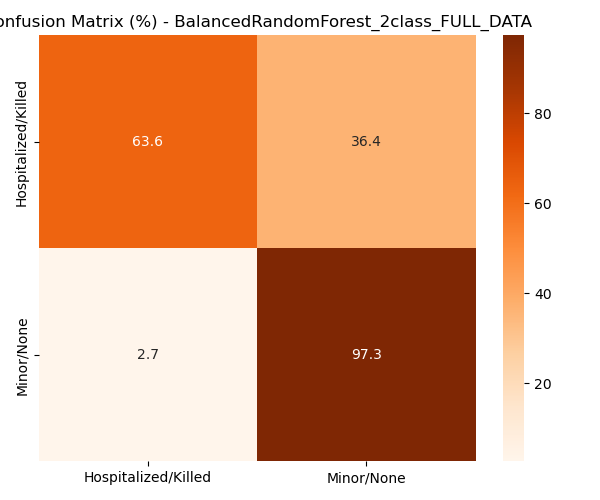 onfusion Matrix (%) - BalancedRandomForest_2class_FULL_DATA
Hospitalized/Killed
63.6
36.4
Minor/None
2.7
97.3
Hospitalized/Killed
Minor/None
80
60
40
20